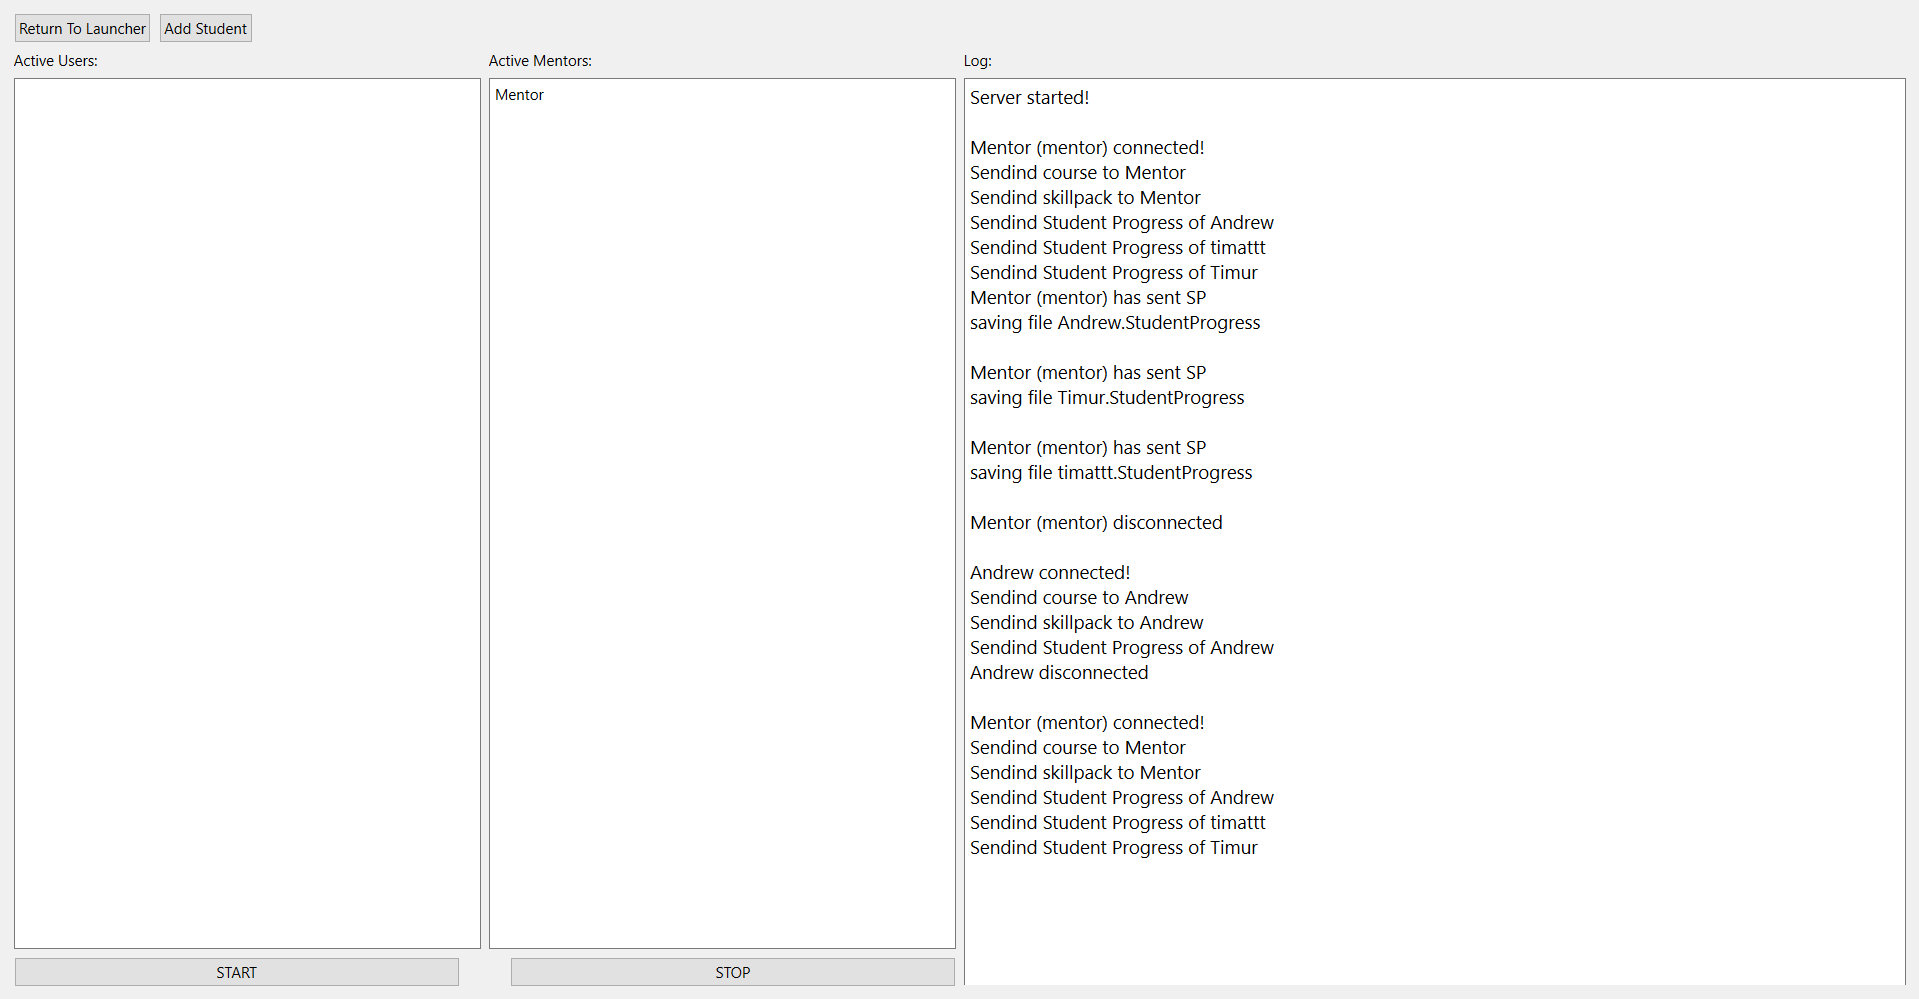 Return To Launcher
Add Student
Active Users:
Active Mentors:
Log:
Mentor
Server started!
Mentor (mentor) connected!
Sendind course to Mentor
Sendind skillpack to Mentor
Sendind Student Progress of Andrew
Sendind Student Progress of timattt
Sendind Student Progress of Timur
Mentor (mentor) has sent SP
saving file Andrew.StudentProgress
Mentor (mentor) has sent SP
saving file Timur.StudentProgress
Mentor (mentor) has sent SP
saving file timattt.StudentProgress
Mentor (mentor) disconnected
Andrew connected!
Sendind course to Andrew
Sendind skillpack to Andrew
Sendind Student Progress of Andrew
Andrew disconnected
Mentor (mentor) connected!
Sendind course to Mentor
Sendind skillpack to Mentor
Sendind Student Progress of Andrew
Sendind Student Progress of timattt
Sendind Student Progress of Timur
START
STOP